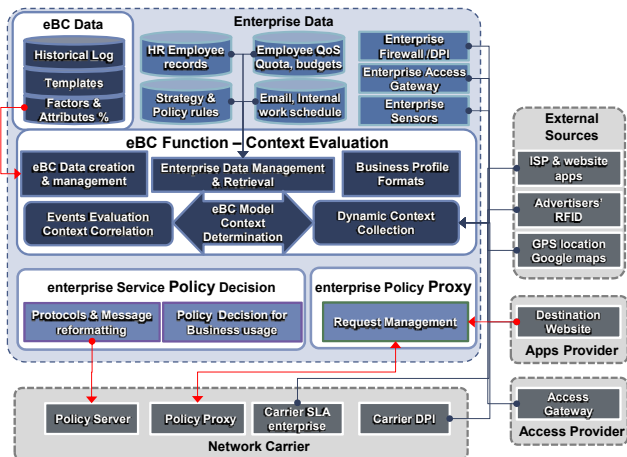 eBC Data
Historical Log
Templates
Factors &
Attributes %
Enterprise Data
HR Employee
records
Employee QoS
Quota, budgets
Strategy &
Policy rules
Email, Internal
work schedule
Enterprise
Firewall /DPI
Enterprise Access
Gateway
Enterprise
Sensors
eBC Function – Context Evaluation
eBC Data creation
& management
Enterprise Data Management
& Retrieval
Business Profile
Formats
Events Evaluation
Context Correlation
eBC Model
Context
Determination
Dynamic Context
Collection
enterprise Service Policy Decision
Protocols & Message
reformatting
Policy Decision for
Business usage
enterprise Policy Proxy
Request Management
External
Sources
ISP & website
apps
Advertisers'
RFID
GPS location
Google maps
Destination
Website
Apps Provider
Access
Gateway
Access Provider
Policy Server
Policy Proxy
Carrier SLA
enterprise
Carrier DPI
Network Carrier